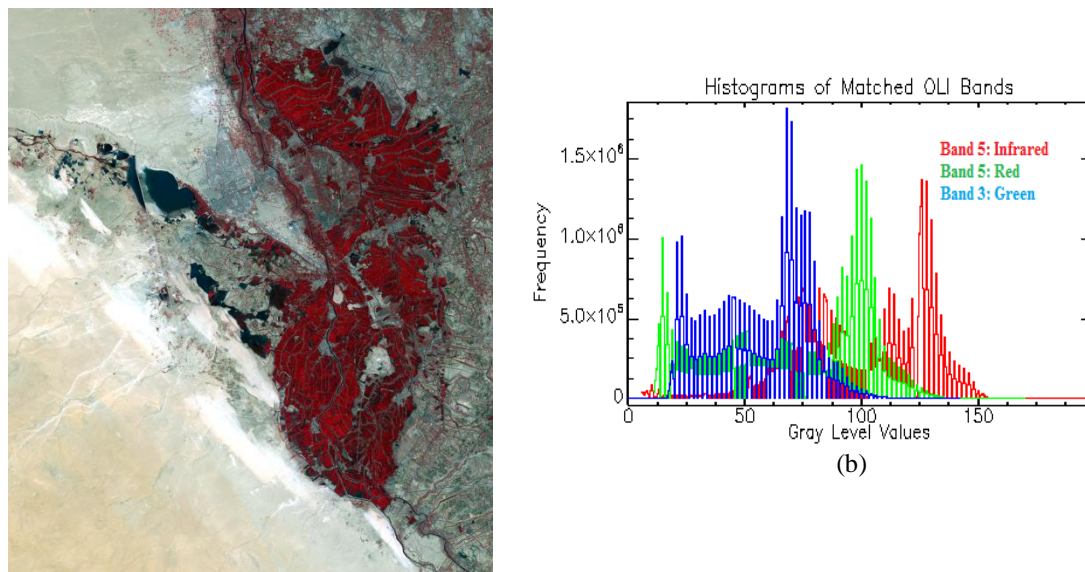 Histograms of Matched OLI Bands
Band 5: Infrared
Band 5: Red
Band 3: Green
1.5×10⁶
1.0×10⁶
5.0×10⁵
0
Frequency
0 50 100 150
Gray Level Values
(b)